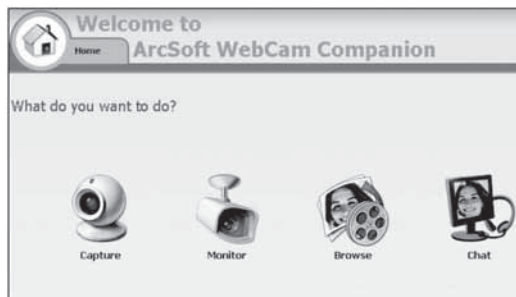 Welcome to
Home ArcSoft WebCam Companion
What do you want to do?
Capture Monitor Browse Chat